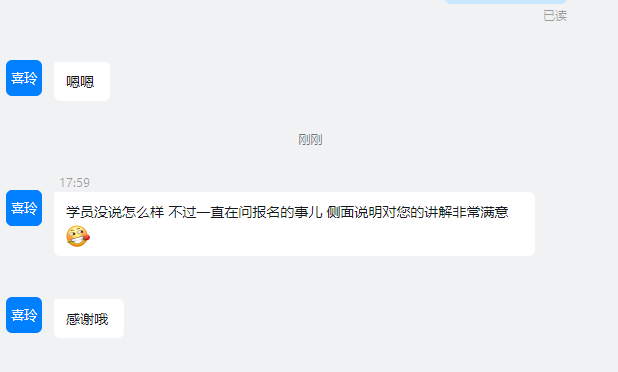 已读
喜玲
嗯嗯
刚刚
17:59
喜玲
学员没说怎么样 不过一直在问报名的事儿 侧面说明对您的讲解非常满意
喜玲
感谢哦